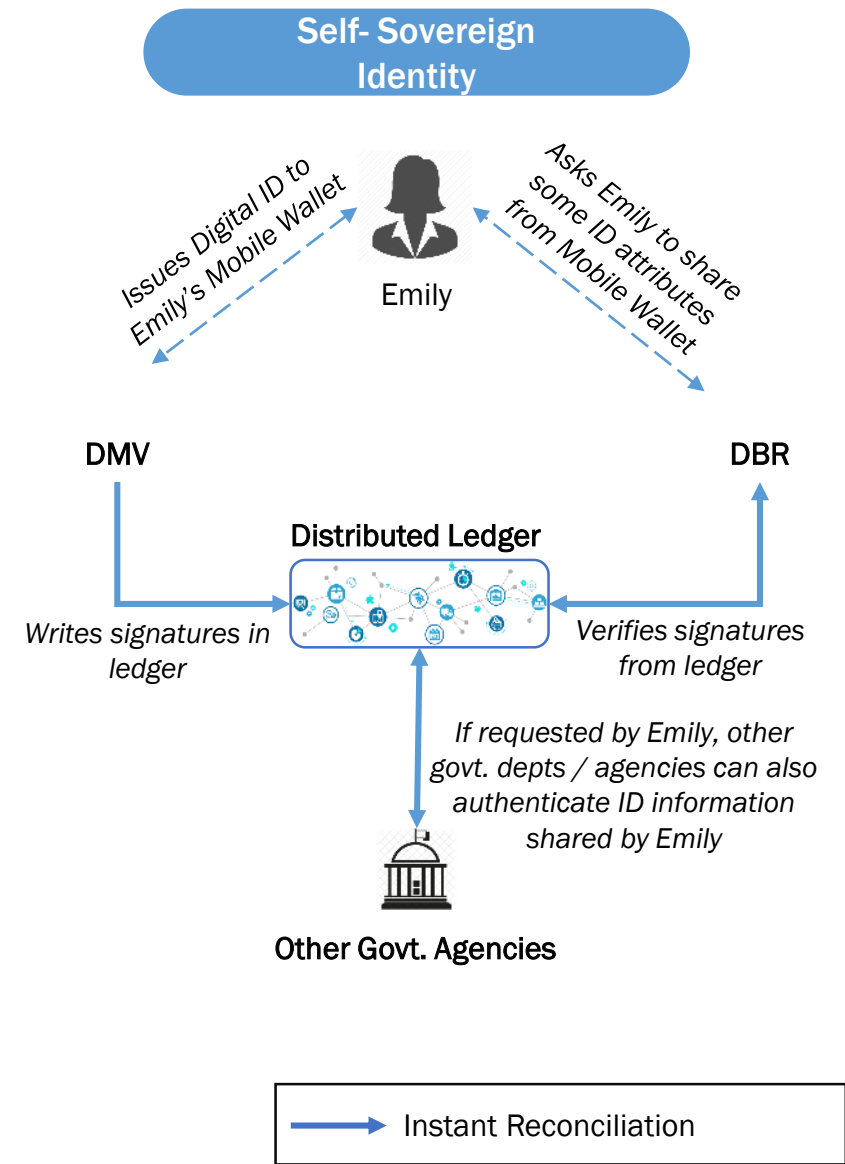 Self- Sovereign
Identity
Issues Digital ID to
Emily's Mobile Wallet
Asks Emily to share
some ID attributes
from Mobile Wallet
Emily
DMV
DBR
Distributed Ledger
Writes signatures in
ledger
Verifies signatures
from ledger
If requested by Emily, other
govt. depts / agencies can also
authenticate ID information
shared by Emily
Other Govt. Agencies
Instant Reconciliation